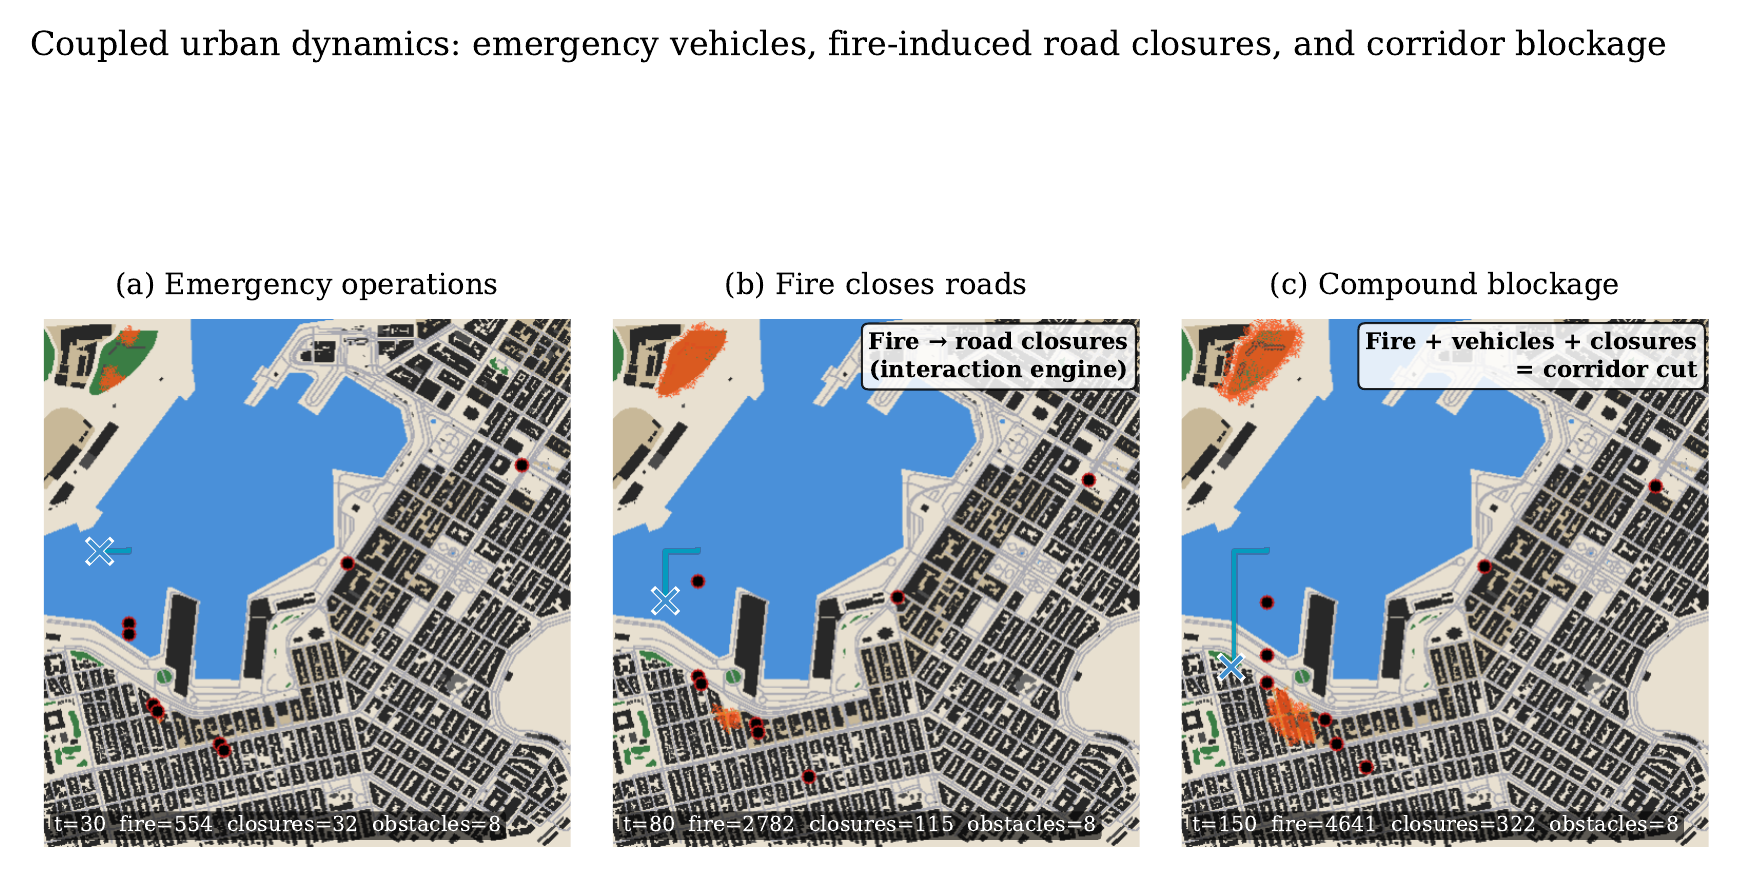 Coupled urban dynamics: emergency vehicles, fire-induced road closures, and corridor blockage
(a) Emergency operations
(b) Fire closes roads
(c) Compound blockage
Fire → road closures
(interaction engine)
Fire + vehicles + closures
= corridor cut
t=30 fire=554 closures=32 obstacles=8
t=80 fire=2782 closures=115 obstacles=8
t=150 fire=4641 closures=322 obstacles=8